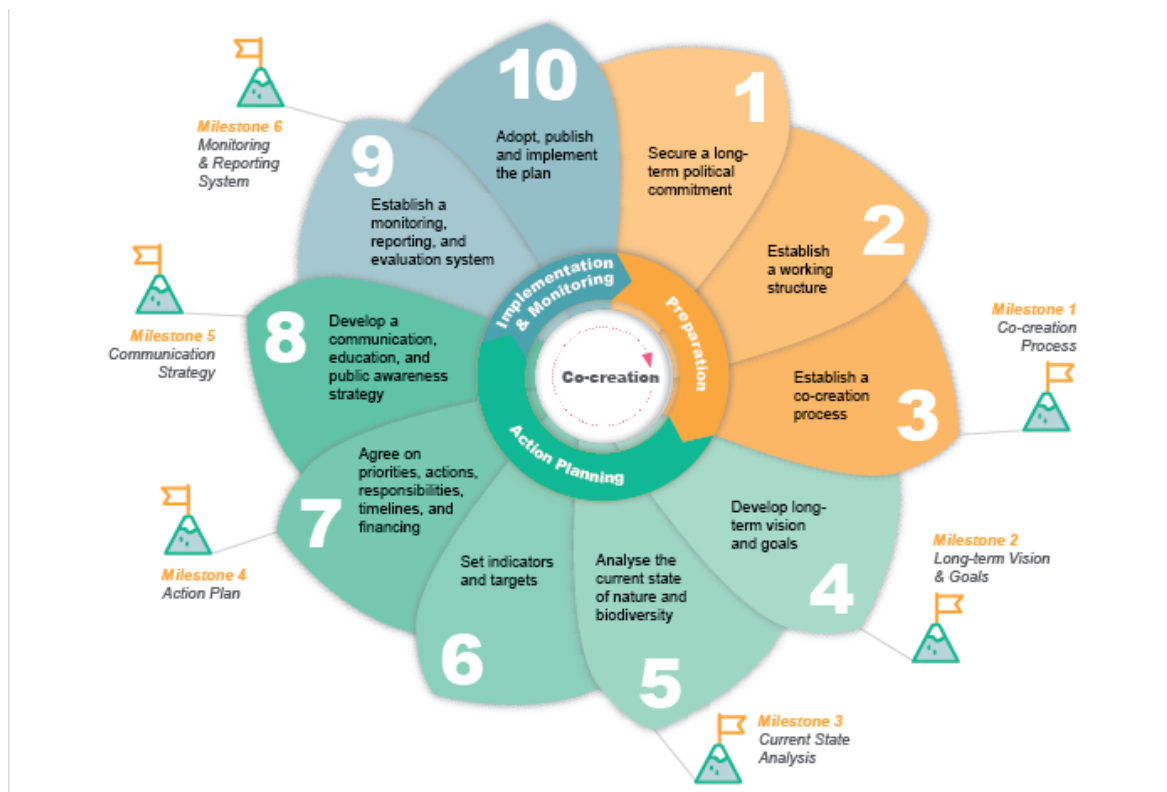 10
Adopt, publish
and implement
the plan
1
Secure a long-
term political
commitment
2
Establish
a working
structure
3
Establish a
co-creation
process
Milestone 1
Co-creation
Process
4
Develop long-
term vision
and goals
Milestone 2
Long-term Vision
& Goals
5
Analyse the
current state
of nature and
biodiversity
Milestone 3
Current State
Analysis
6
Set indicators
and targets
7
Agree on
priorities, actions,
responsibilities,
timelines, and
financing
Milestone 4
Action Plan
8
Develop a
communication,
education, and
public awareness
strategy
Milestone 5
Communication
Strategy
9
Establish a
monitoring,
reporting, and
evaluation system
Milestone 6
Monitoring
& Reporting
System
Implementation
& Monitoring
Preparation
Action Planning
Co-creation